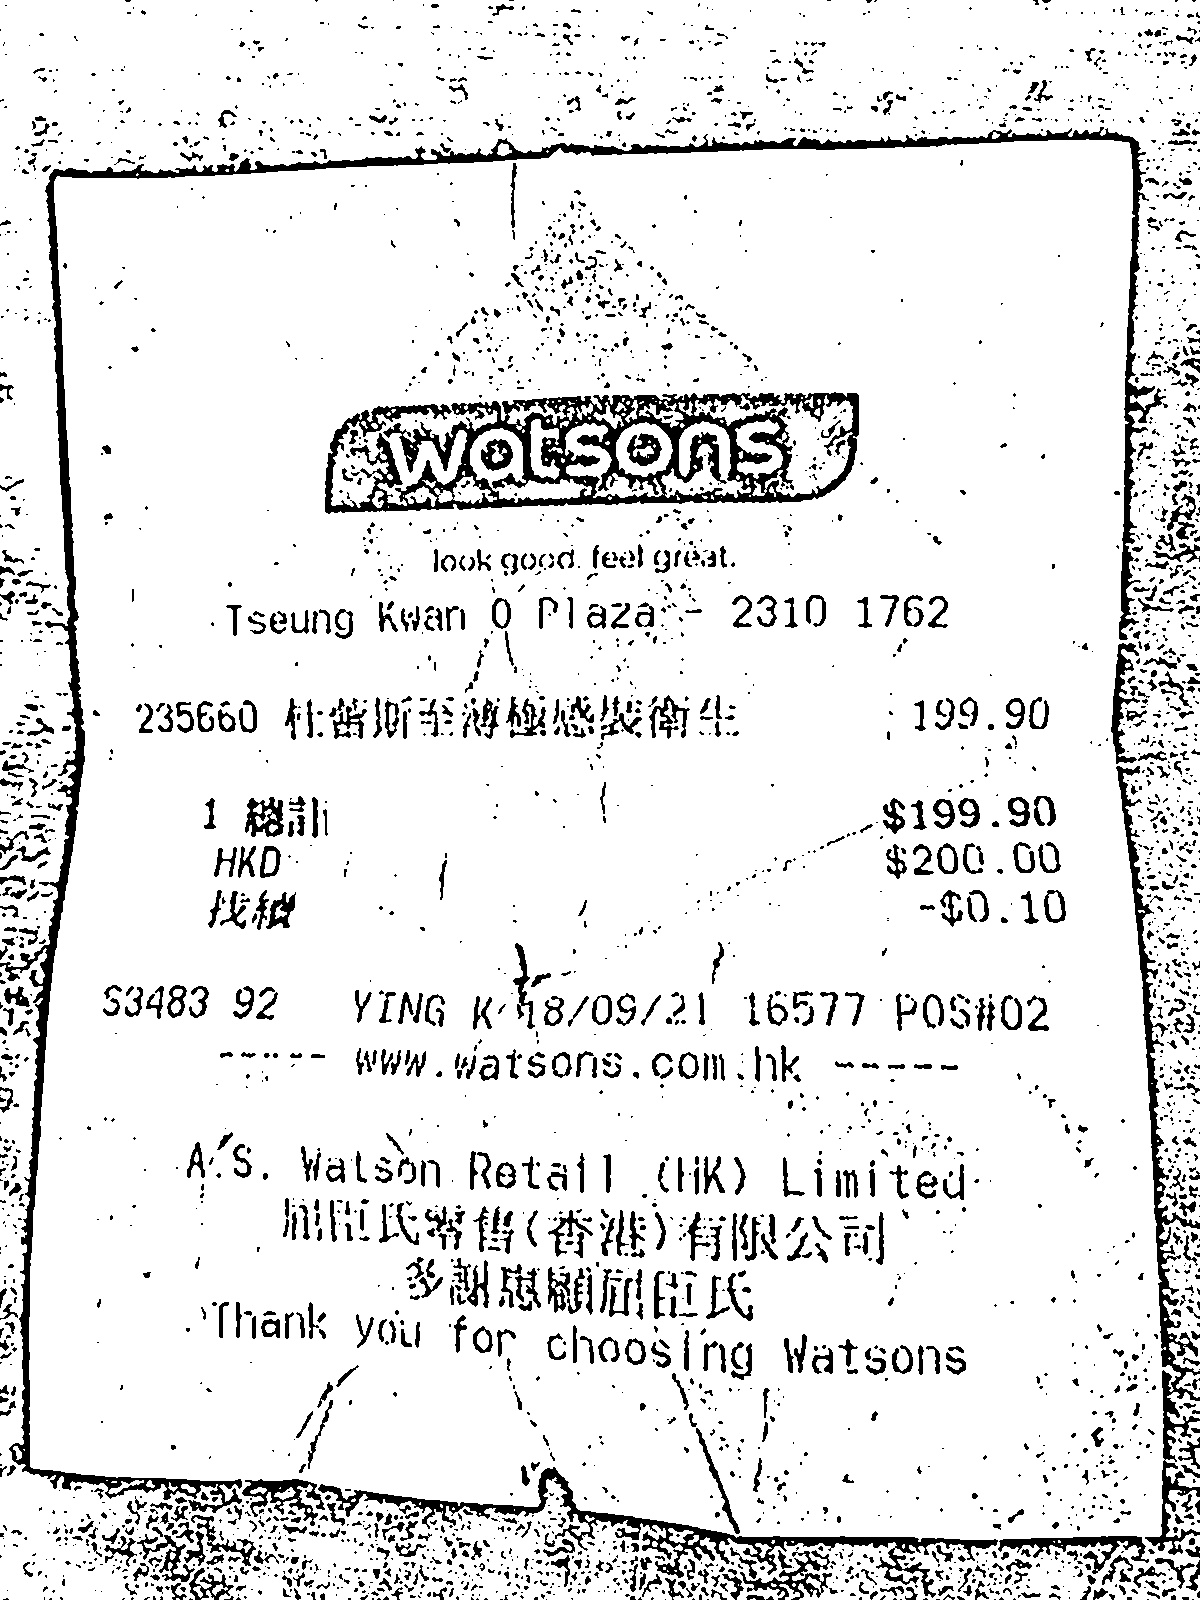 watsons
look good. feel great.
Tseung Kwan O Plaza - 2310 1762
235660 杜蕾斯至薄極感裝衛生 199.90
1 總計 $199.90
HKD $200.00
找續 -$0.10
S3483 92 YING K 18/09/21 16577 POS#02
----- www.watsons.com.hk -----
A.S. Watson Retail (HK) Limited
屈臣氏零售(香港)有限公司
多謝惠顧屈臣氏
Thank you for choosing Watsons